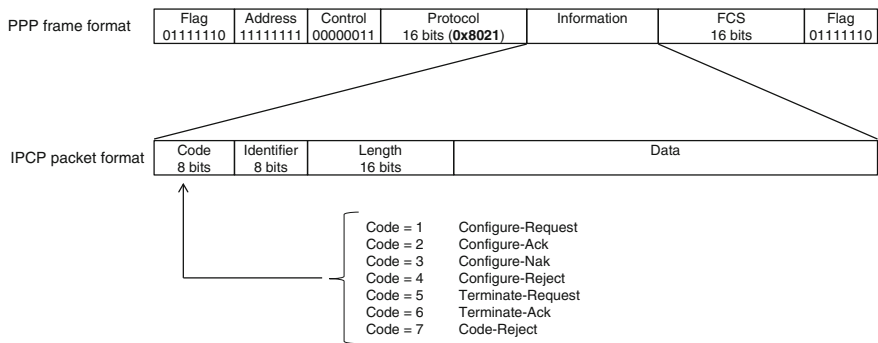 PPP frame format
Flag Address Control Protocol Information FCS Flag
01111110 11111111 00000011 16 bits (0x8021) 16 bits 01111110
IPCP packet format
Code Identifier Length Data
8 bits 8 bits 16 bits
Code = 1 Configure-Request
Code = 2 Configure-Ack
Code = 3 Configure-Nak
Code = 4 Configure-Reject
Code = 5 Terminate-Request
Code = 6 Terminate-Ack
Code = 7 Code-Reject